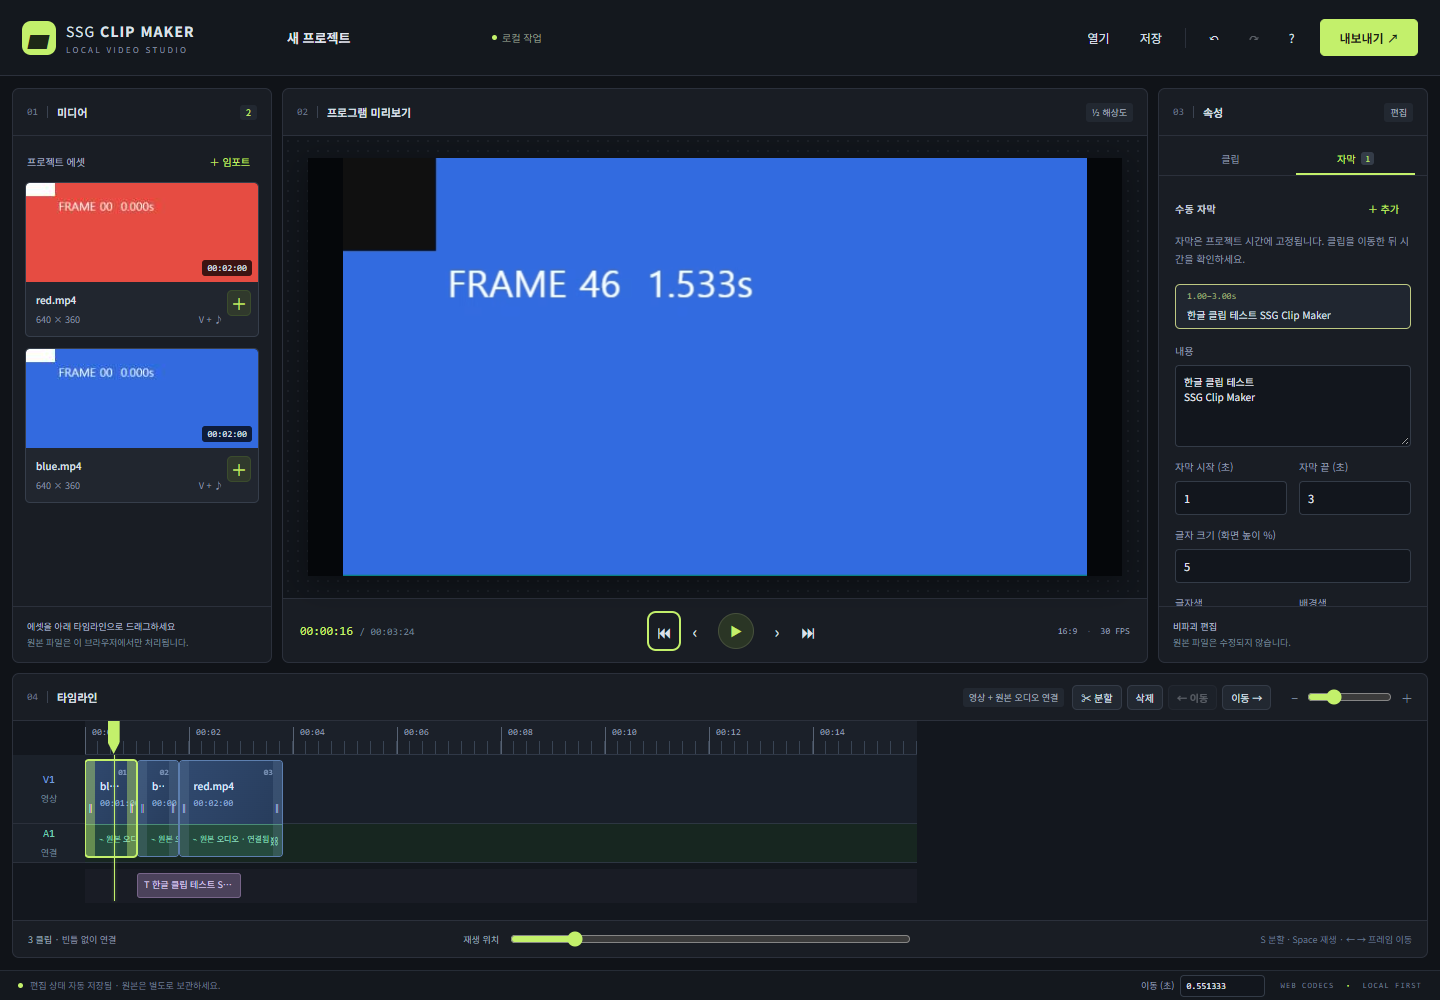 SSG CLIP MAKER
LOCAL VIDEO STUDIO
새 프로젝트
로컬 작업
열기
저장
?
내보내기 ↗
01 미디어 2
프로젝트 에셋
+ 임포트
FRAME 00 0.000s
00:02:00
red.mp4
640 × 360
V + ♪
FRAME 00 0.000s
00:02:00
blue.mp4
640 × 360
V + ♪
에셋을 아래 타임라인으로 드래그하세요
원본 파일은 이 브라우저에서만 처리됩니다.
02 프로그램 미리보기
½ 해상도
FRAME 46 1.533s
00:00:16 / 00:03:24
16:9 · 30 FPS
03 속성
편집
클립
자막 1
수동 자막
+ 추가
자막은 프로젝트 시간에 고정됩니다. 클립을 이동한 뒤 시
간을 확인하세요.
1.00–3.00s
한글 클립 테스트 SSG Clip Maker
내용
한글 클립 테스트
SSG Clip Maker
자막 시작 (초)
자막 끝 (초)
1
3
글자 크기 (화면 높이 %)
5
글자색
배경색
비파괴 편집
원본 파일은 수정되지 않습니다.
04 타임라인
영상 + 원본 오디오 연결
✂ 분할
삭제
← 이동
이동 →
− +
00:02
00:04
00:06
00:08
00:10
00:12
00:14
V1
영상
01
bl…
02
b…
03
red.mp4
00:02:00
A1
연결
~ 원본 오디오 · 연결됨
T 한글 클립 테스트 S…
3 클립 · 빈틈 없이 연결
재생 위치
S 분할 · Space 재생 · ← → 프레임 이동
편집 상태 자동 저장됨 · 원본은 별도로 보관하세요.
이동 (초)
0.551333
WEB CODECS • LOCAL FIRST